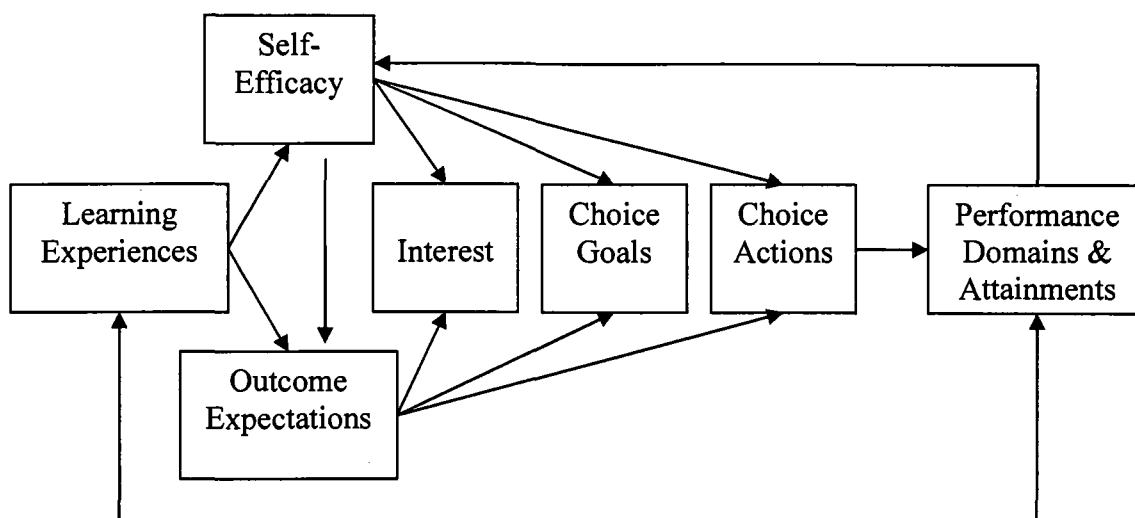 Self-
Efficacy
Learning
Experiences
Interest
Choice
Goals
Choice
Actions
Performance
Domains &
Attainments
Outcome
Expectations